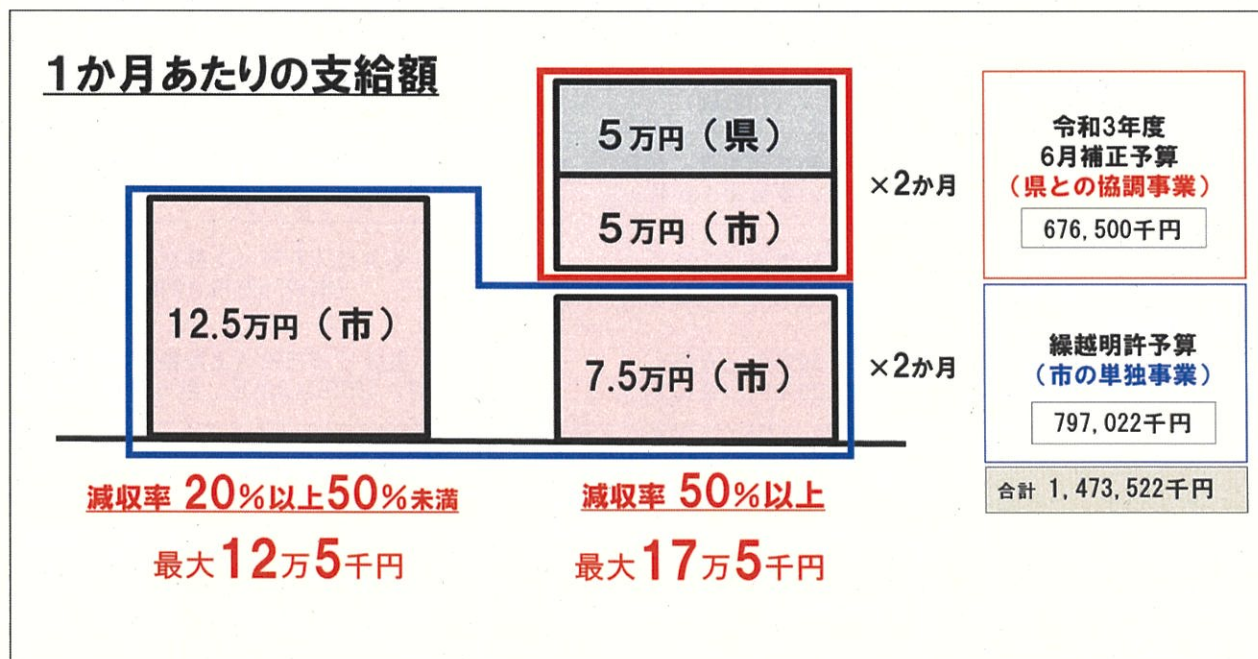 1か月あたりの支給額
12.5万円（市）
減収率 20%以上50%未満
最大12万5千円
5万円（県）
5万円（市）
×2か月
7.5万円（市）
×2か月
減収率 50%以上
最大17万5千円
令和3年度
6月補正予算
（県との協調事業）
676,500千円
繰越明許予算
（市の単独事業）
797,022千円
合計 1,473,522千円